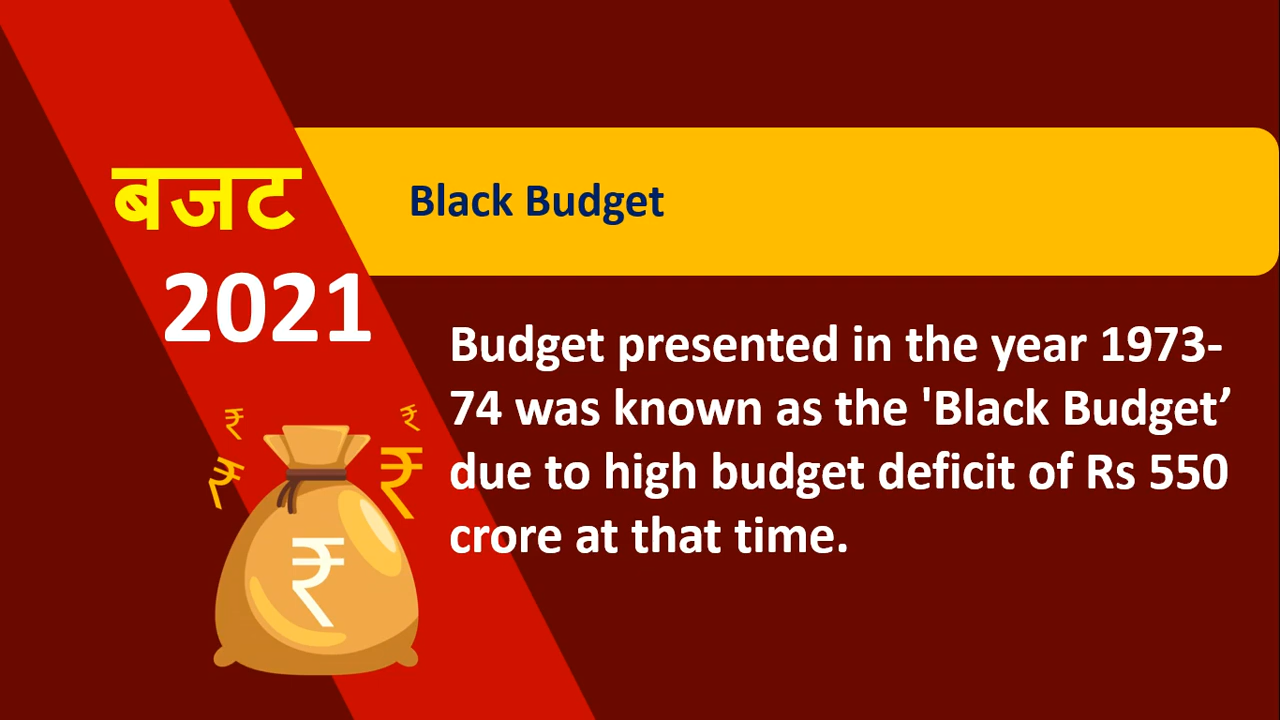 बजट
2021
Black Budget
Budget presented in the year 1973-
74 was known as the 'Black Budget’
due to high budget deficit of Rs 550
crore at that time.
₹
₹
₹
₹
₹